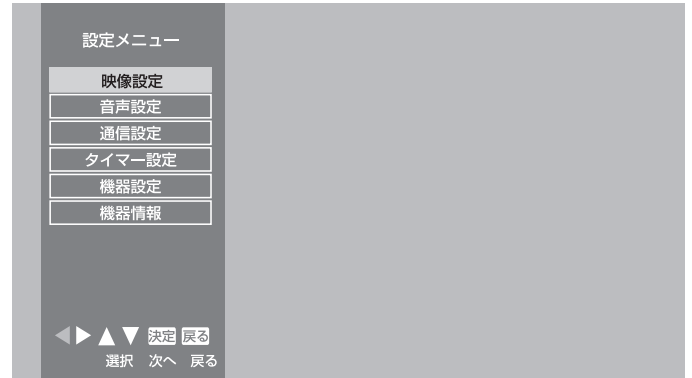 設定メニュー
映像設定
音声設定
通信設定
タイマー設定
機器設定
機器情報
◀▶▲▼ 決定 戻る
選択 次へ 戻る